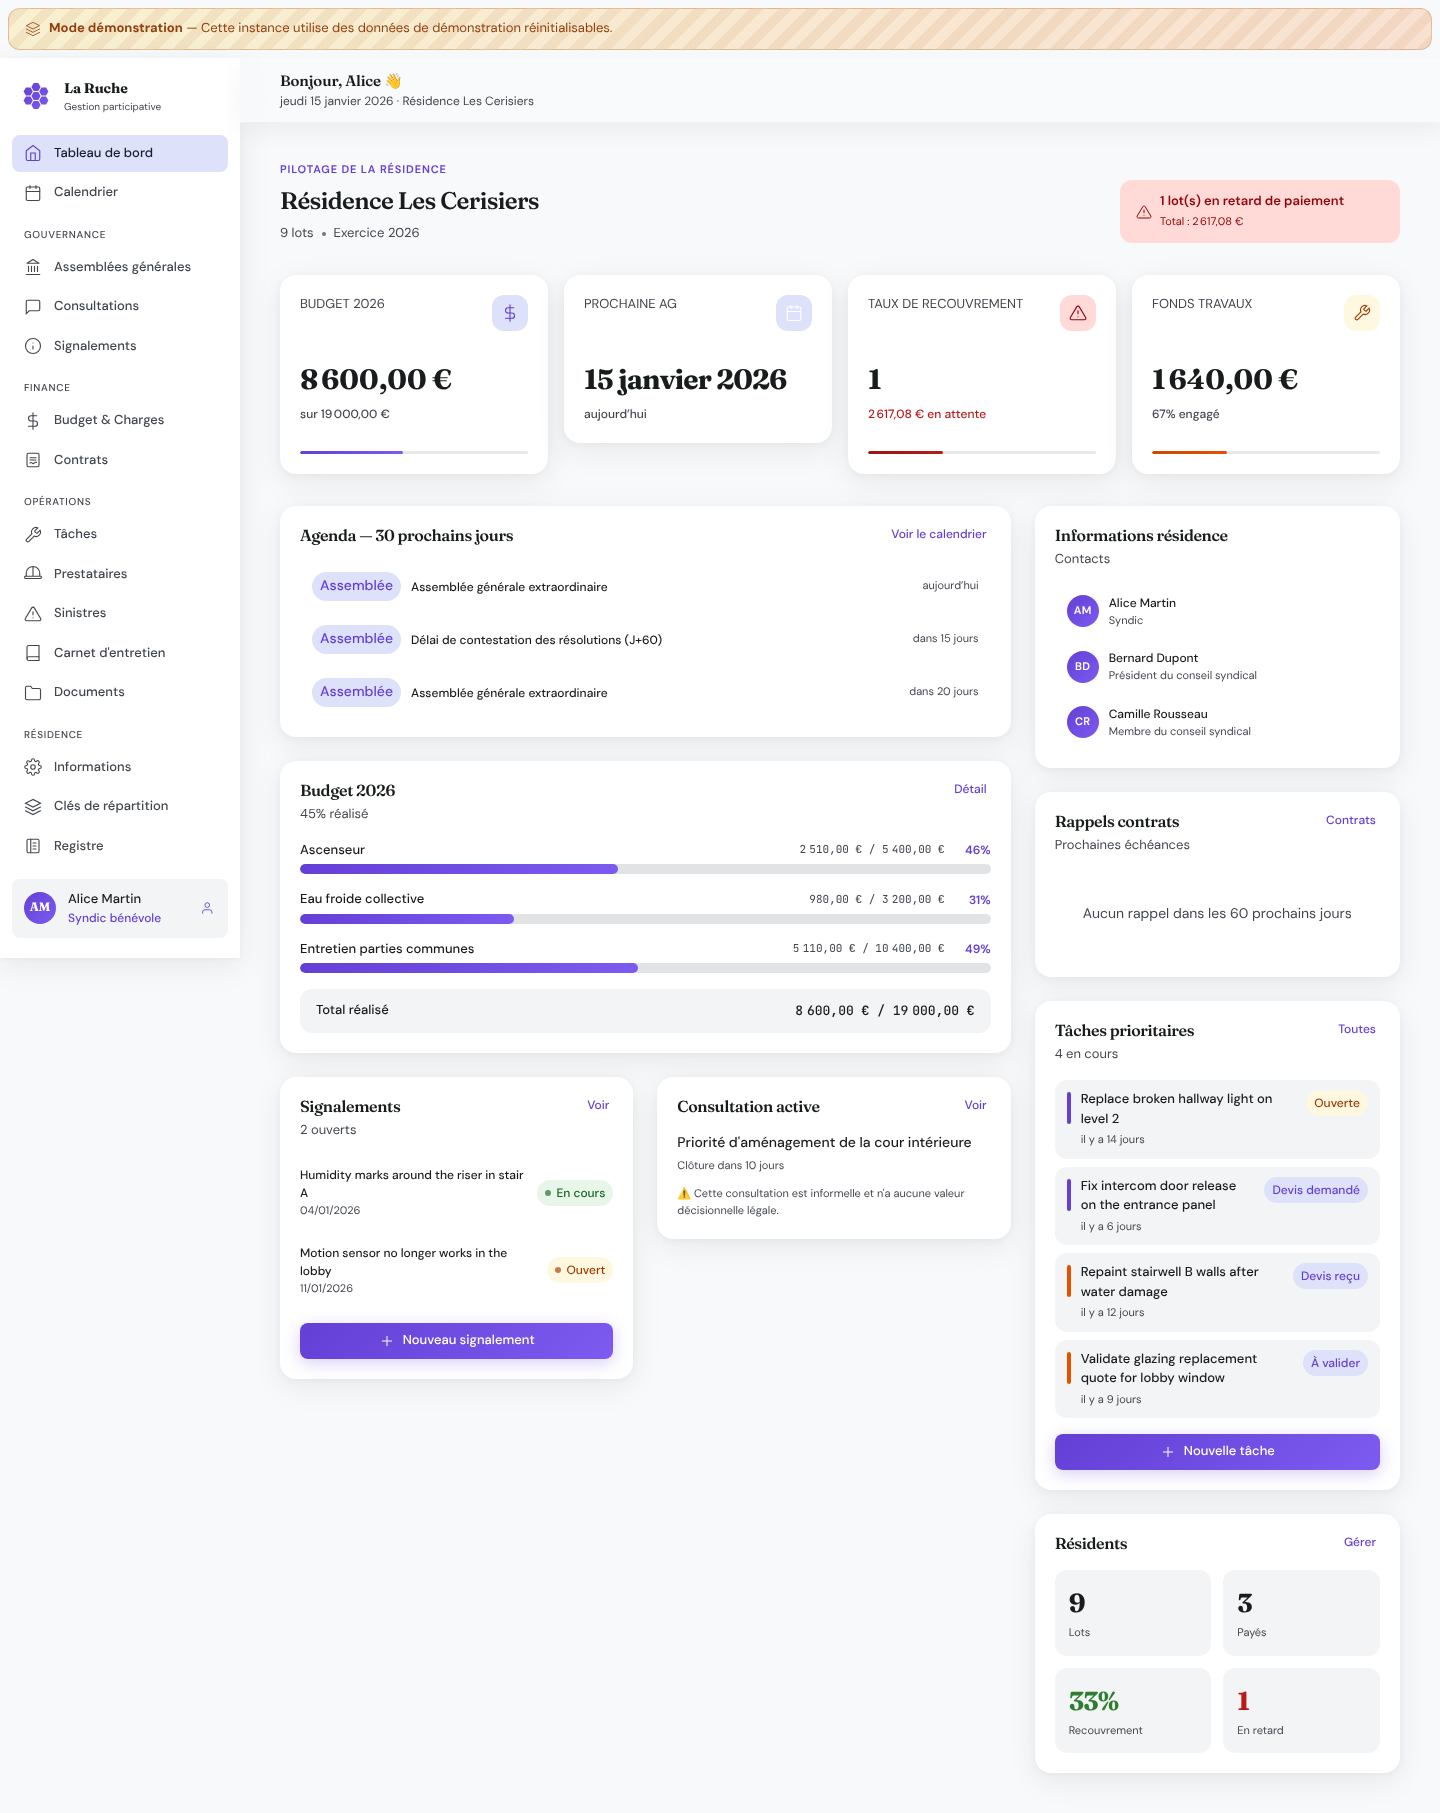 Mode démonstration — Cette instance utilise des données de démonstration réinitialisables.
La Ruche
Gestion participative
Tableau de bord
Calendrier
GOUVERNANCE
Assemblées générales
Consultations
Signalements
FINANCE
Budget & Charges
Contrats
OPÉRATIONS
Tâches
Prestataires
Sinistres
Carnet d'entretien
Documents
RÉSIDENCE
Informations
Clés de répartition
Registre
AM
Alice Martin
Syndic bénévole
Bonjour, Alice 👋
jeudi 15 janvier 2026 · Résidence Les Cerisiers
PILOTAGE DE LA RÉSIDENCE
Résidence Les Cerisiers
9 lots • Exercice 2026
1 lot(s) en retard de paiement
Total : 2 617,08 €
BUDGET 2026
8 600,00 €
sur 19 000,00 €
PROCHAINE AG
15 janvier 2026
aujourd’hui
TAUX DE RECOUVREMENT
1
2 617,08 € en attente
FONDS TRAVAUX
1 640,00 €
67% engagé
Agenda — 30 prochains jours
Voir le calendrier
Assemblée Assemblée générale extraordinaire aujourd’hui
Assemblée Délai de contestation des résolutions (J+60) dans 15 jours
Assemblée Assemblée générale extraordinaire dans 20 jours
Budget 2026
Détail
45% réalisé
Ascenseur 2 510,00 € / 5 400,00 € 46%
Eau froide collective 980,00 € / 3 200,00 € 31%
Entretien parties communes 5 110,00 € / 10 400,00 € 49%
Total réalisé 8 600,00 € / 19 000,00 €
Signalements
Voir
2 ouverts
Humidity marks around the riser in stair
A
04/01/2026
En cours
Motion sensor no longer works in the
lobby
11/01/2026
Ouvert
Nouveau signalement
Consultation active
Voir
Priorité d'aménagement de la cour intérieure
Clôture dans 10 jours
⚠️ Cette consultation est informelle et n'a aucune valeur
décisionnelle légale.
Informations résidence
Contacts
AM
Alice Martin
Syndic
BD
Bernard Dupont
Président du conseil syndical
CR
Camille Rousseau
Membre du conseil syndical
Rappels contrats
Contrats
Prochaines échéances
Aucun rappel dans les 60 prochains jours
Tâches prioritaires
Toutes
4 en cours
Replace broken hallway light on
level 2
il y a 14 jours
Ouverte
Fix intercom door release
on the entrance panel
il y a 6 jours
Devis demandé
Repaint stairwell B walls after
water damage
il y a 12 jours
Devis reçu
Validate glazing replacement
quote for lobby window
il y a 9 jours
À valider
Nouvelle tâche
Résidents
Gérer
9
Lots
3
Payés
33%
Recouvrement
1
En retard